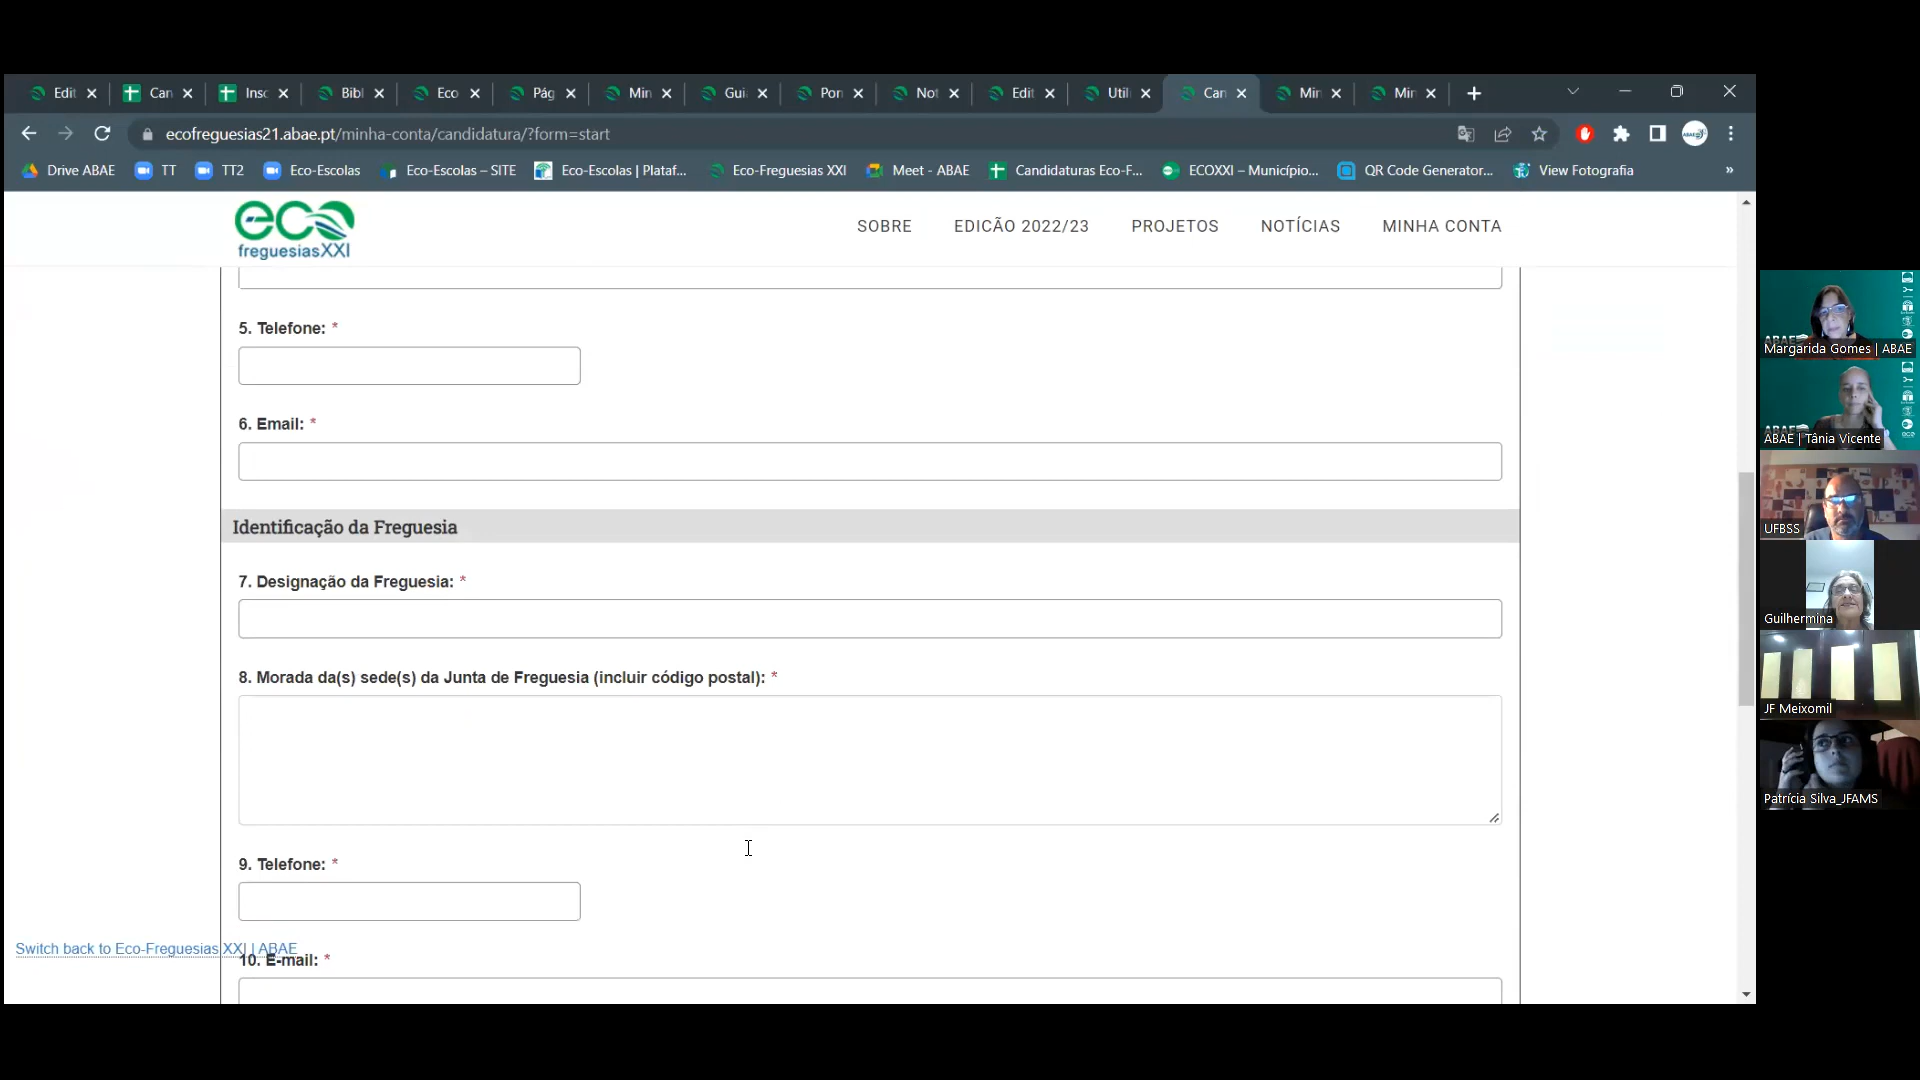 Edit
Can
Insc
Bibl
Eco
Pág
Min
Gui
Pon
Not
Edit
Util
Can
Min
Min
ecofreguesias21.abae.pt/minha-conta/candidatura/?form=start
Drive ABAE
TT
TT2
Eco-Escolas
Eco-Escolas – SITE
Eco-Escolas | Plataf...
Eco-Freguesias XXI
Meet - ABAE
Candidaturas Eco-F...
ECOXXI – Município...
QR Code Generator...
View Fotografia
»
eco
freguesiasXXI
SOBRE
EDIÇÃO 2022/23
PROJETOS
NOTÍCIAS
MINHA CONTA
5. Telefone: *
6. Email: *
Identificação da Freguesia
7. Designação da Freguesia: *
8. Morada da(s) sede(s) da Junta de Freguesia (incluir código postal): *
9. Telefone: *
Switch back to Eco-Freguesias XXI | ABAE
10. E-mail: *
Margarida Gomes | ABAE
ABAE | Tânia Vicente
UFBSS
Guilhermina
JF Meixomil
Patrícia Silva_JFAMS